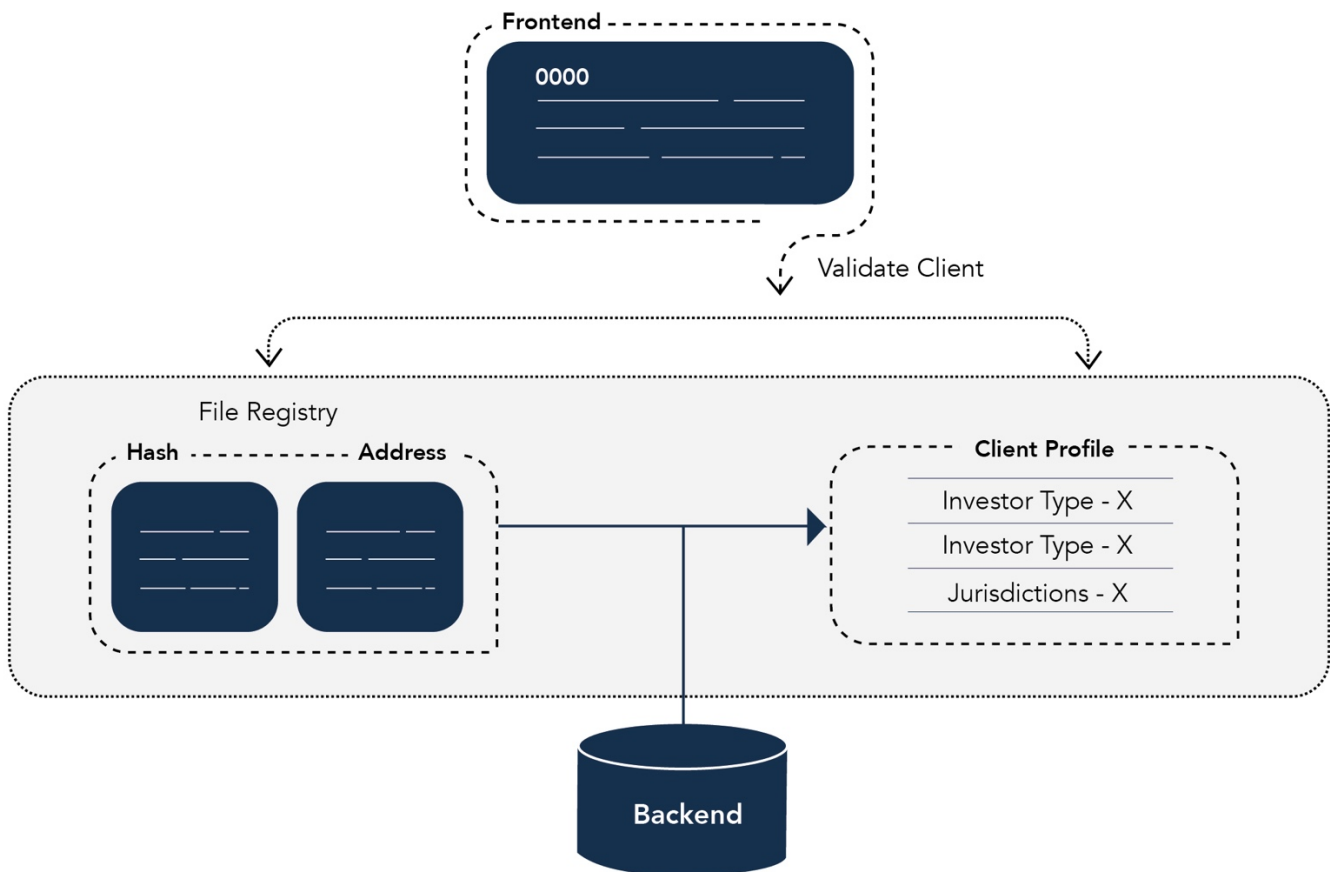 Frontend
0000
Validate Client
File Registry
Hash
Address
Client Profile
Investor Type - X
Investor Type - X
Jurisdictions - X
Backend